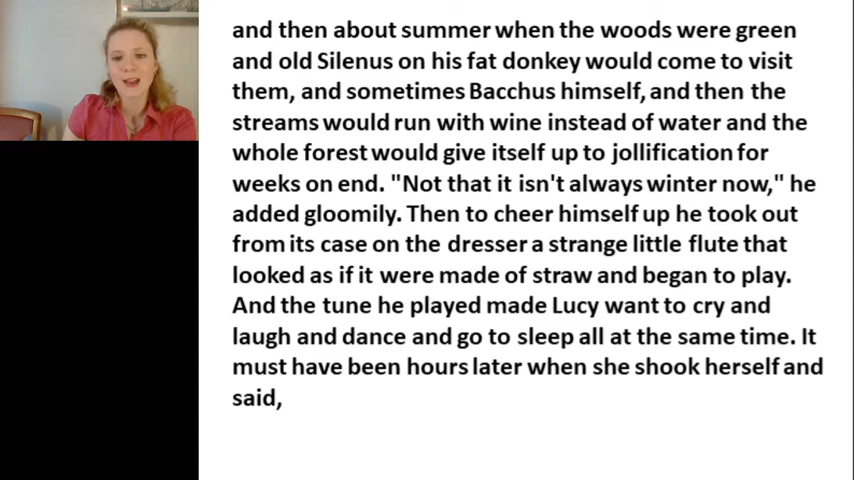 and then about summer when the woods were green
and old Silenus on his fat donkey would come to visit
them, and sometimes Bacchus himself, and then the
streams would run with wine instead of water and the
whole forest would give itself up to jollification for
weeks on end. "Not that it isn't always winter now," he
added gloomily. Then to cheer himself up he took out
from its case on the dresser a strange little flute that
looked as if it were made of straw and began to play.
And the tune he played made Lucy want to cry and
laugh and dance and go to sleep all at the same time. It
must have been hours later when she shook herself and
said,